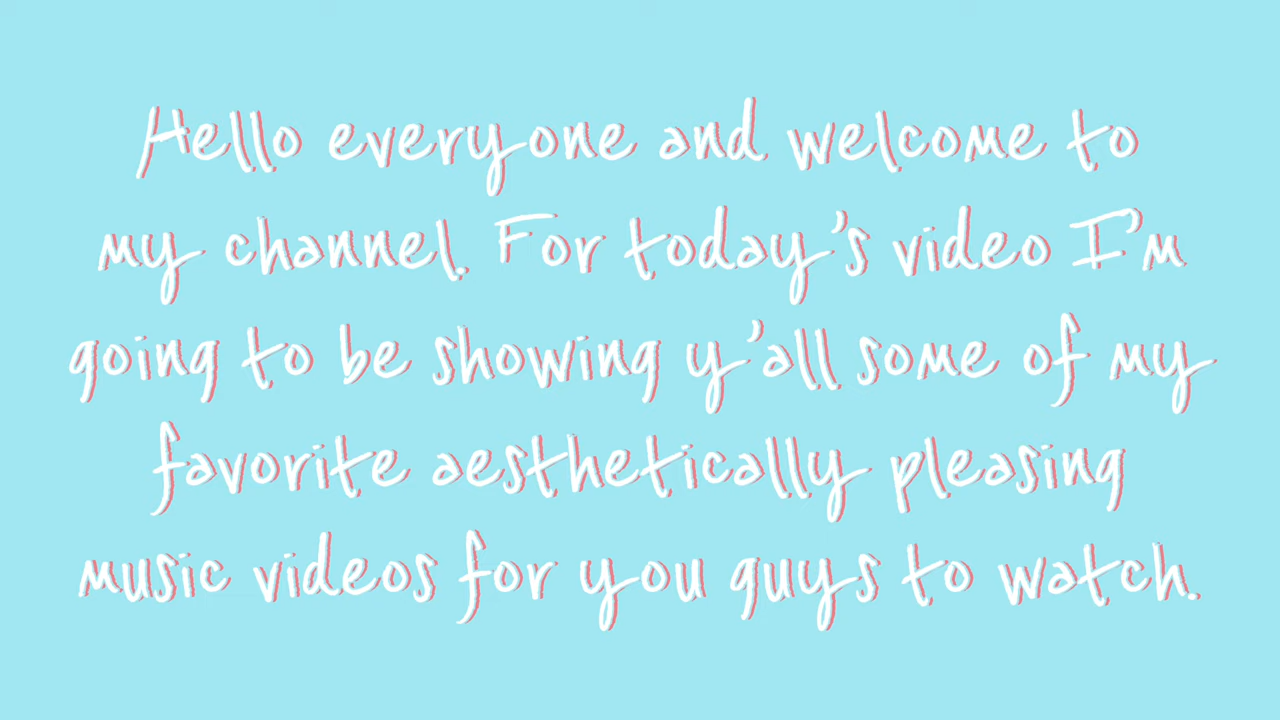 Hello everyone and welcome to
my channel. For today's video I'm
going to be showing y'all some of my
favorite aesthetically pleasing
music videos for you guys to watch.